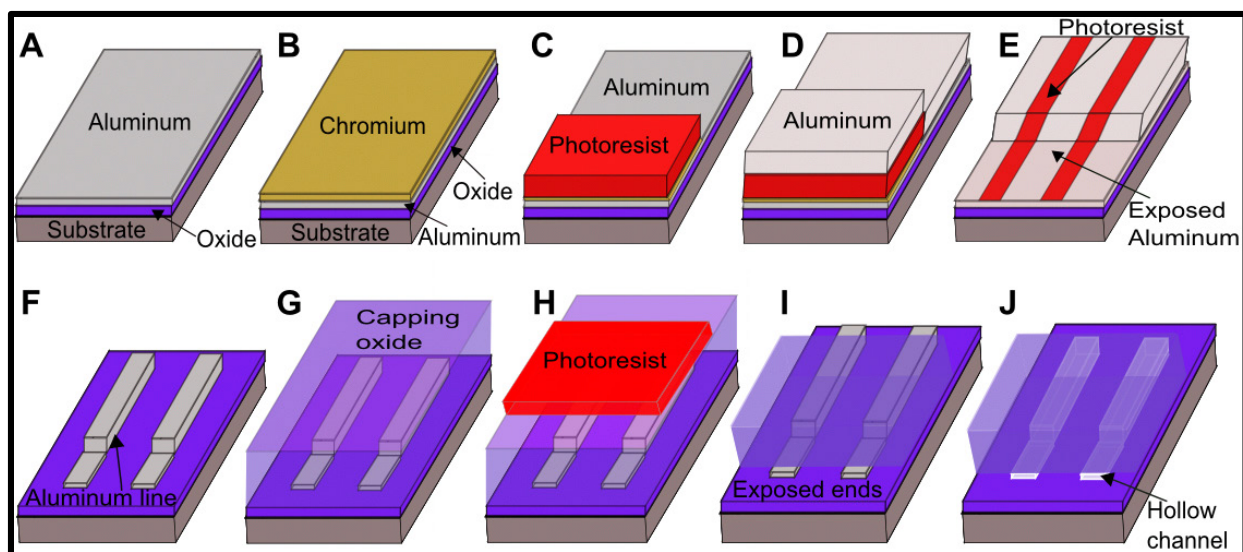 A
Aluminum
Substrate
Oxide
B
Chromium
Oxide
Aluminum
Substrate
C
Aluminum
Photoresist
D
Aluminum
E
Photoresist
Exposed
Aluminum
F
Aluminum line
G
Capping
oxide
H
Photoresist
I
Exposed ends
J
Hollow
channel